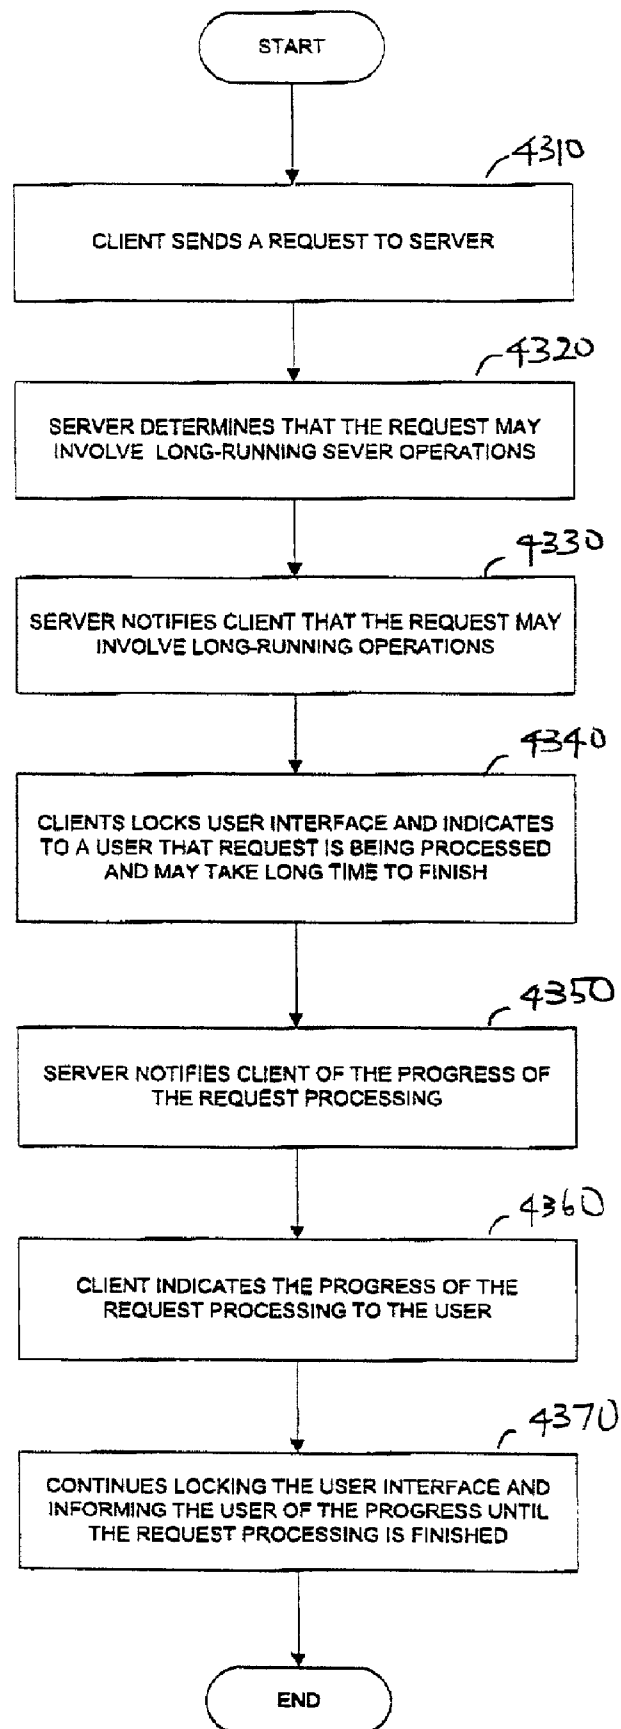 START
4310
CLIENT SENDS A REQUEST TO SERVER
4320
SERVER DETERMINES THAT THE REQUEST MAY
INVOLVE LONG-RUNNING SEVER OPERATIONS
4330
SERVER NOTIFIES CLIENT THAT THE REQUEST MAY
INVOLVE LONG-RUNNING OPERATIONS
4340
CLIENTS LOCKS USER INTERFACE AND INDICATES
TO A USER THAT REQUEST IS BEING PROCESSED
AND MAY TAKE LONG TIME TO FINISH
4350
SERVER NOTIFIES CLIENT OF THE PROGRESS OF
THE REQUEST PROCESSING
4360
CLIENT INDICATES THE PROGRESS OF THE
REQUEST PROCESSING TO THE USER
4370
CONTINUES LOCKING THE USER INTERFACE AND
INFORMING THE USER OF THE PROGRESS UNTIL
THE REQUEST PROCESSING IS FINISHED
END